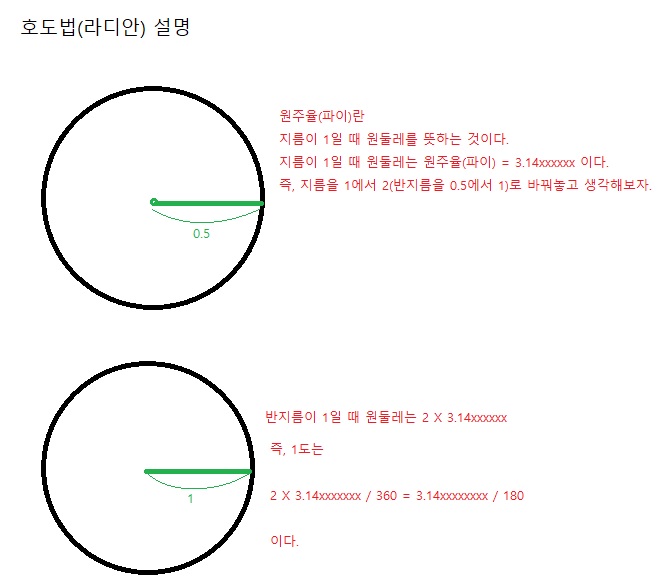 호도법(라디안) 설명
원주율(파이)란
지름이 1일 때 원둘레를 뜻하는 것이다.
지름이 1일 때 원둘레는 원주율(파이) = 3.14xxxxxx 이다.
즉, 지름을 1에서 2(반지름을 0.5에서 1)로 바꿔놓고 생각해보자.
0.5
반지름이 1일 때 원둘레는 2 X 3.14xxxxxx
즉, 1도는
1
2 X 3.14xxxxxxx / 360 = 3.14xxxxxxxx / 180
이다.